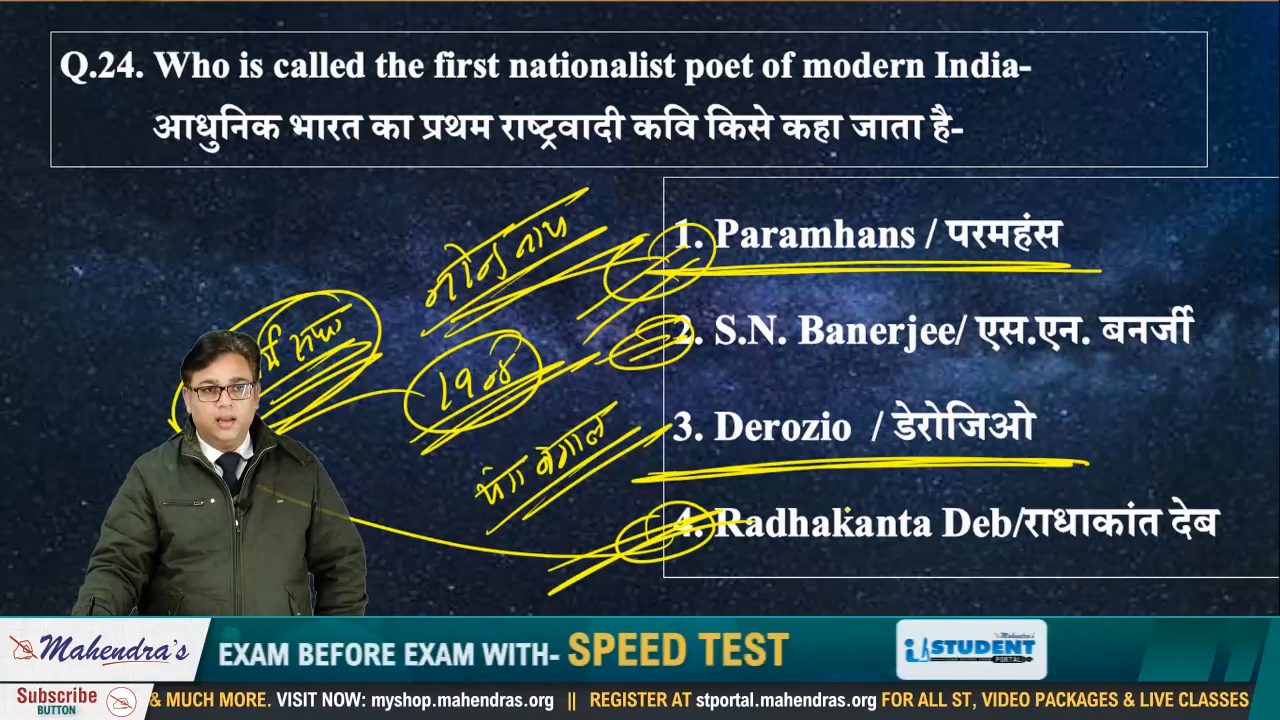 Q.24. Who is called the first nationalist poet of modern India-
आधुनिक भारत का प्रथम राष्ट्रवादी कवि किसे कहा जाता है-
1. Paramhans / परमहंस
2. S.N. Banerjee/ एस.एन. बनर्जी
3. Derozio / डेरोजिओ
4. Radhakanta Deb/राधाकांत देब
यंग बंगाल
Mahendra's
EXAM BEFORE EXAM WITH- SPEED TEST
Mahendra's
iSTUDENT
PORTAL
Subscribe
BUTTON
& MUCH MORE. VISIT NOW: myshop.mahendras.org || REGISTER AT stportal.mahendras.org FOR ALL ST, VIDEO PACKAGES & LIVE CLASSES